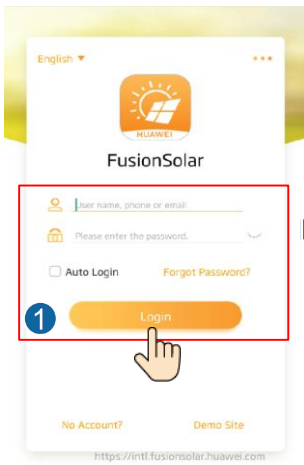 English ▼
HUAWEI
FusionSolar
User name, phone or email
Please enter the password.
Auto Login Forgot Password?
1
Login
No Account? Demo Site
https://intl.fusionsolar.huawei.com